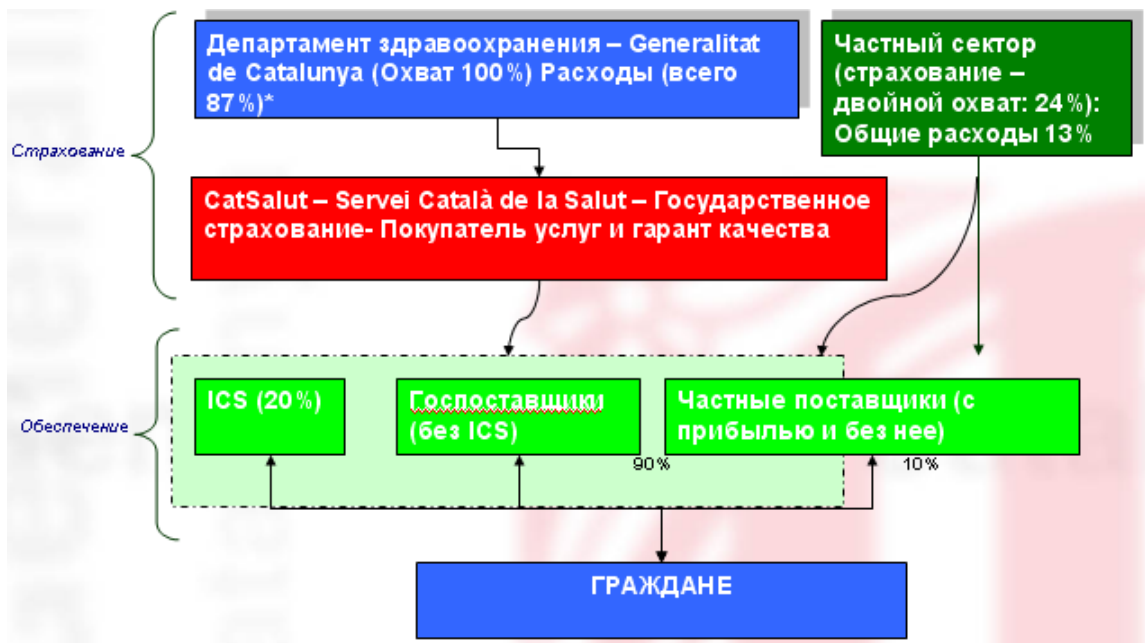 Департамент здравоохранения – Generalitat
de Catalunya (Охват 100%) Расходы (всего
87%)*
Частный сектор
(страхование –
двойной охват: 24%):
Общие расходы 13%
Страхование
CatSalut – Servei Català de la Salut – Государственное
страхование- Покупатель услуг и гарант качества
Обеспечение
ICS (20%)
Госпоставщики
(без ICS)
Частные поставщики (с
прибылью и без нее)
90%
10%
ГРАЖДАНЕ